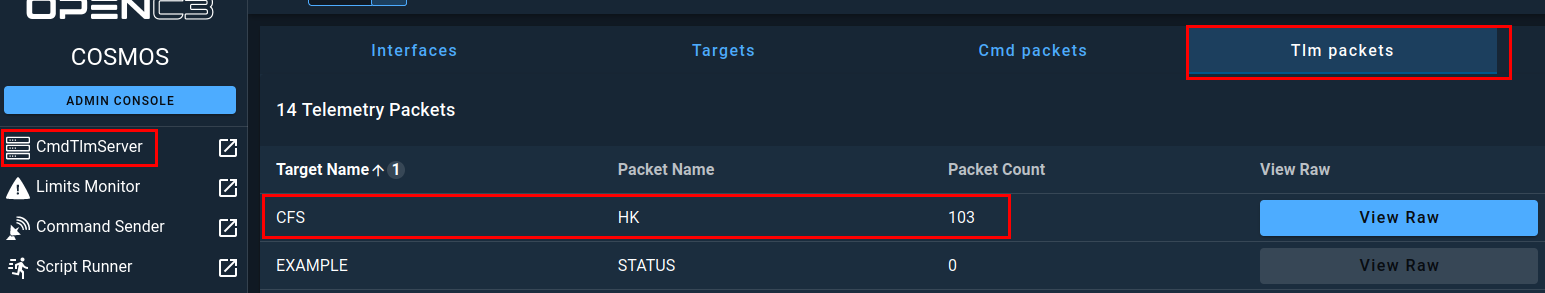 OPENC3
COSMOS
ADMIN CONSOLE
CmdTlmServer
Limits Monitor
Command Sender
Script Runner
Interfaces Targets Cmd packets Tlm packets
14 Telemetry Packets
Target Name 1 Packet Name Packet Count View Raw
CFS HK 103 View Raw
EXAMPLE STATUS 0 View Raw